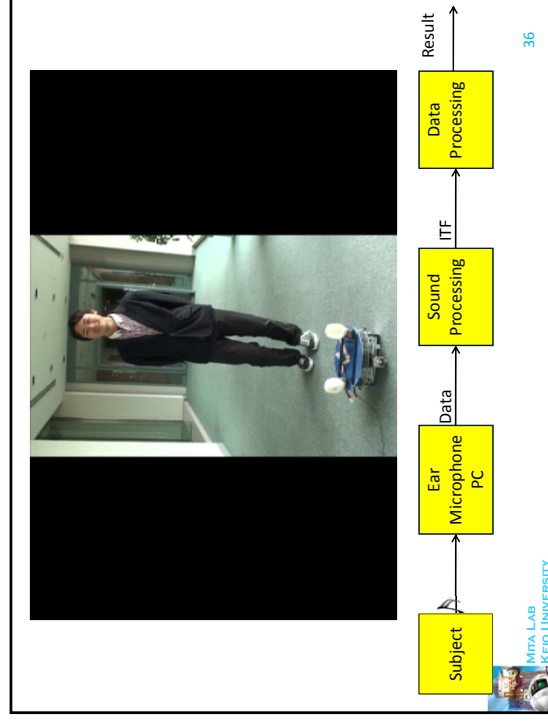 Subject
Ear
Microphone
PC
Data
Sound
Processing
ITF
Data
Processing
Result
MITA LAB
KEIO UNIVERSITY
36